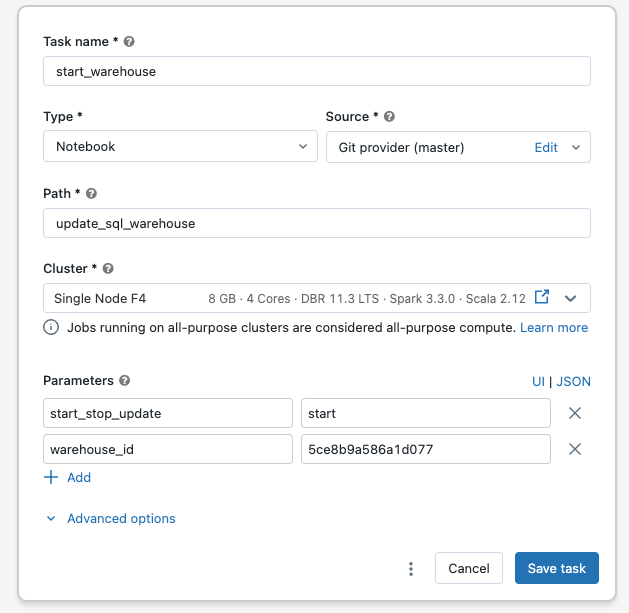 Task name *
start_warehouse
Type * Source *
Notebook Git provider (master) Edit
Path *
update_sql_warehouse
Cluster *
Single Node F4 8 GB · 4 Cores · DBR 11.3 LTS · Spark 3.3.0 · Scala 2.12
Jobs running on all-purpose clusters are considered all-purpose compute. Learn more
Parameters UI | JSON
start_stop_update start
warehouse_id 5ce8b9a586a1d077
Add
Advanced options
Cancel Save task